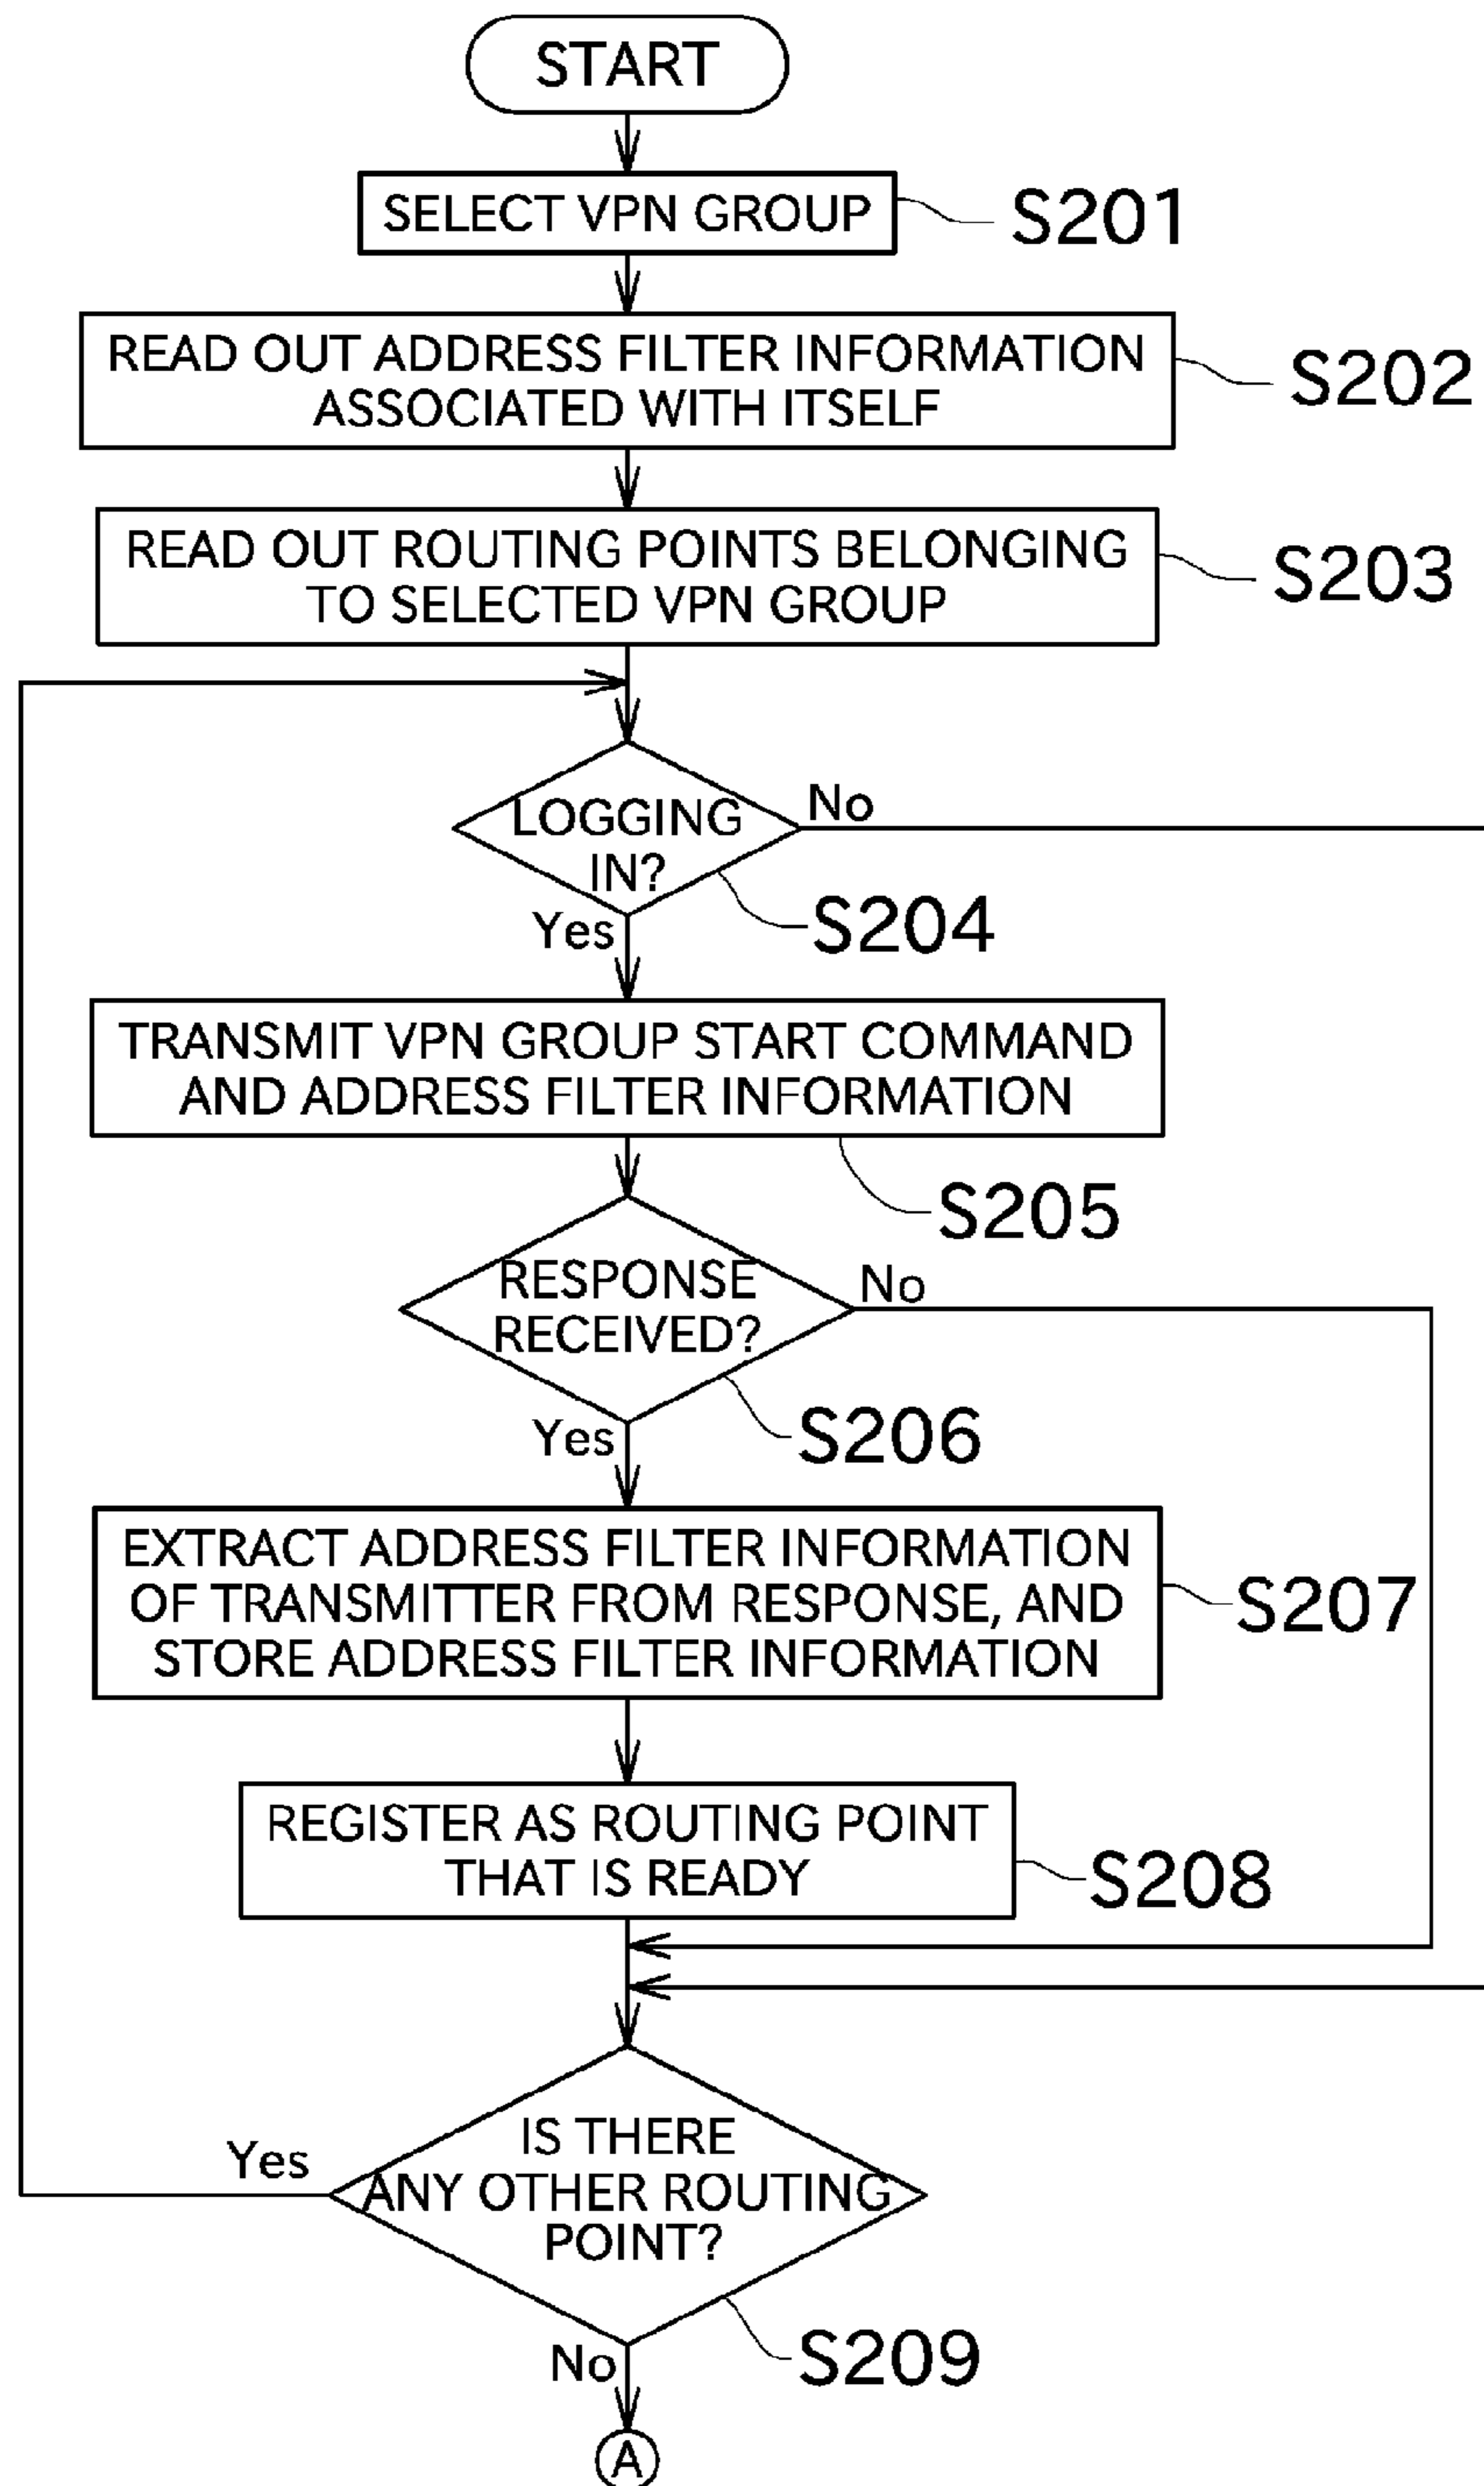 START
SELECT VPN GROUP
S201
READ OUT ADDRESS FILTER INFORMATION
ASSOCIATED WITH ITSELF
S202
READ OUT ROUTING POINTS BELONGING
TO SELECTED VPN GROUP
S203
LOGGING
IN?
No
S204
Yes
TRANSMIT VPN GROUP START COMMAND
AND ADDRESS FILTER INFORMATION
S205
RESPONSE
RECEIVED?
No
S206
Yes
EXTRACT ADDRESS FILTER INFORMATION
OF TRANSMITTER FROM RESPONSE, AND
STORE ADDRESS FILTER INFORMATION
S207
REGISTER AS ROUTING POINT
THAT IS READY
S208
IS THERE
ANY OTHER ROUTING
POINT?
Yes
S209
No
A